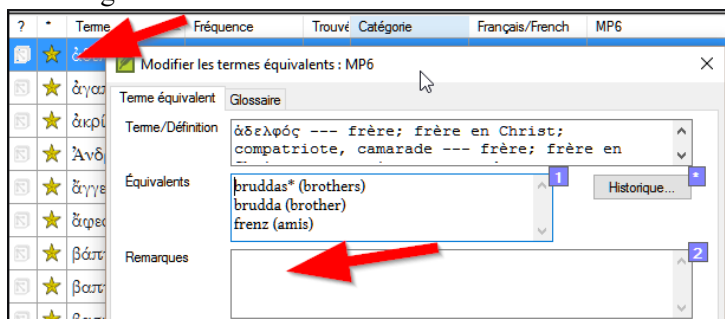 ? * Terme Fréquence Trouvé Catégorie Français/French MP6
Modifier les termes équivalents : MP6
Terme équivalent Glossaire
Terme/Définition
ἀδελφός --- frère; frère en Christ;
compatriote, camarade --- frère; frère en
Équivalents
bruddas* (brothers)
brudda (brother)
frenz (amis)
1
Historique...
*
Remarques
2
ἀγαπ
ἀκρί
Ἀνδ
ἄγγε
ἄφε
βάπτ
βαπτ